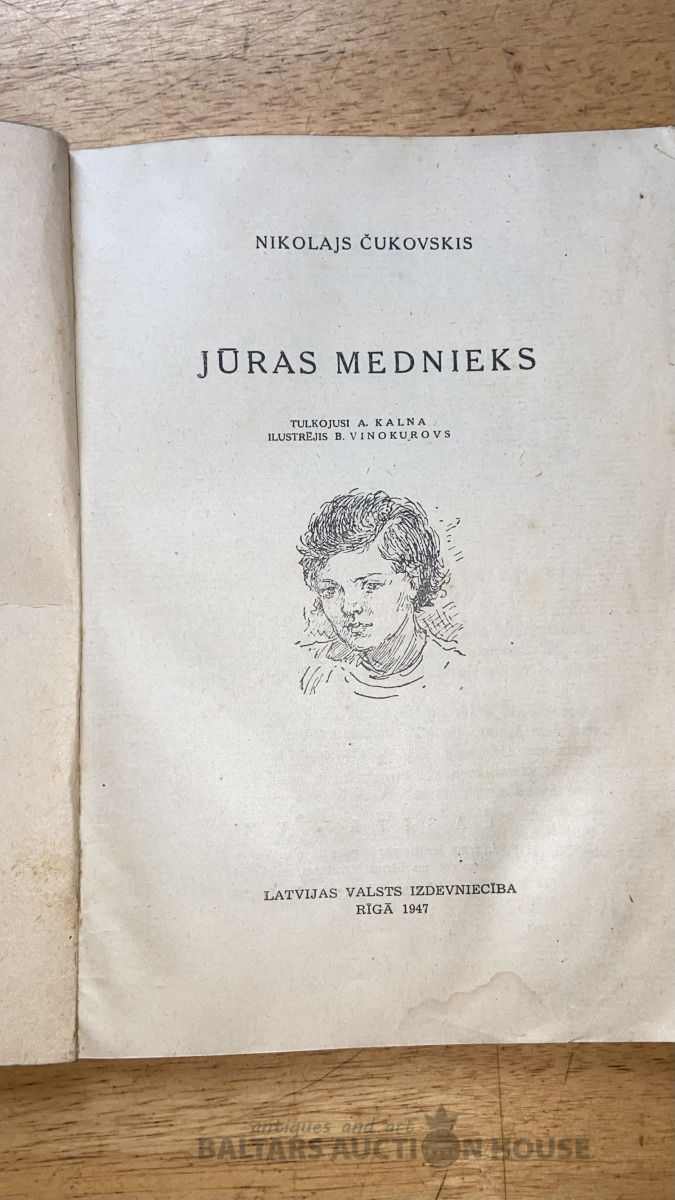 NIKOLAJS ČUKOVSKIS
JŪRAS MEDNIEKS
TULKOJUSI A. KALNA
ILUSTRĒJIS B. VINOKUROVS
LATVIJAS VALSTS IZDEVNIECĪBA
RĪGĀ 1947
antiques and art
BALTARS AUCTION HOUSE